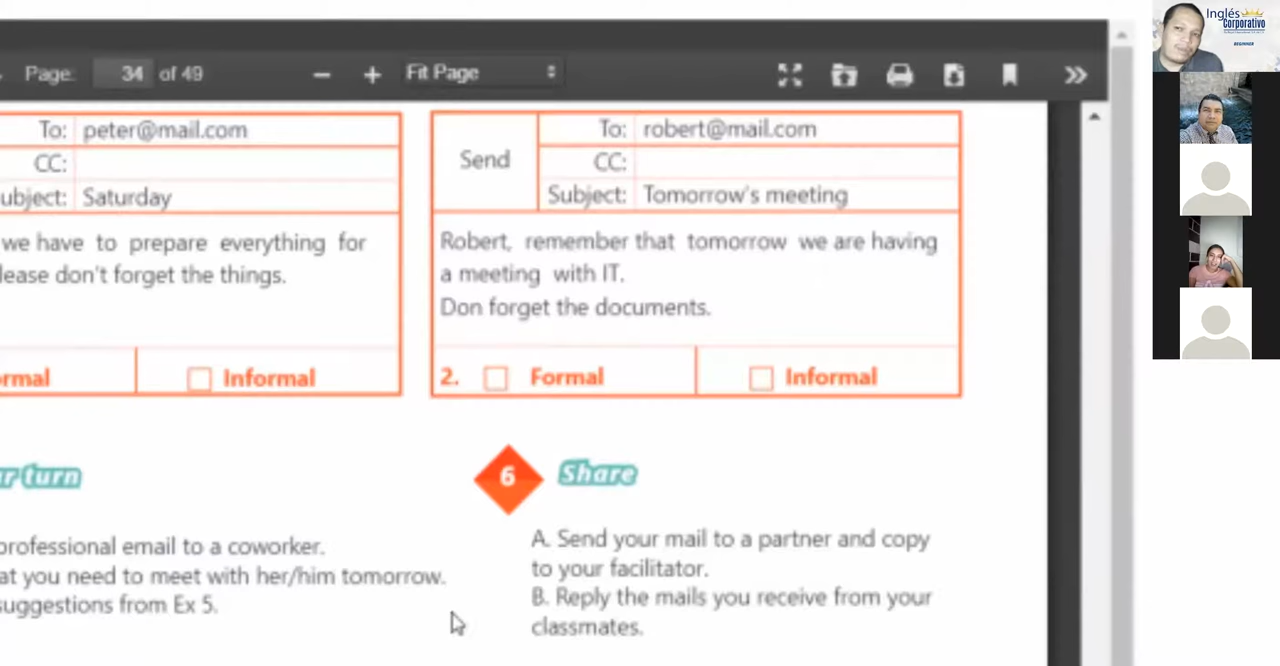 Page: 34 of 49
Fit Page
To: peter@mail.com
CC:
Subject: Saturday
we have to prepare everything for
lease don't forget the things.
Informal
Send
To: robert@mail.com
CC:
Subject: Tomorrow's meeting
Robert, remember that tomorrow we are having
a meeting with IT.
Don forget the documents.
2. Formal
Informal
r turn
professional email to a coworker.
at you need to meet with her/him tomorrow.
suggestions from Ex 5.
6 Share
A. Send your mail to a partner and copy
to your facilitator.
B. Reply the mails you receive from your
classmates.
Inglés
Corporativo
BEGINNER